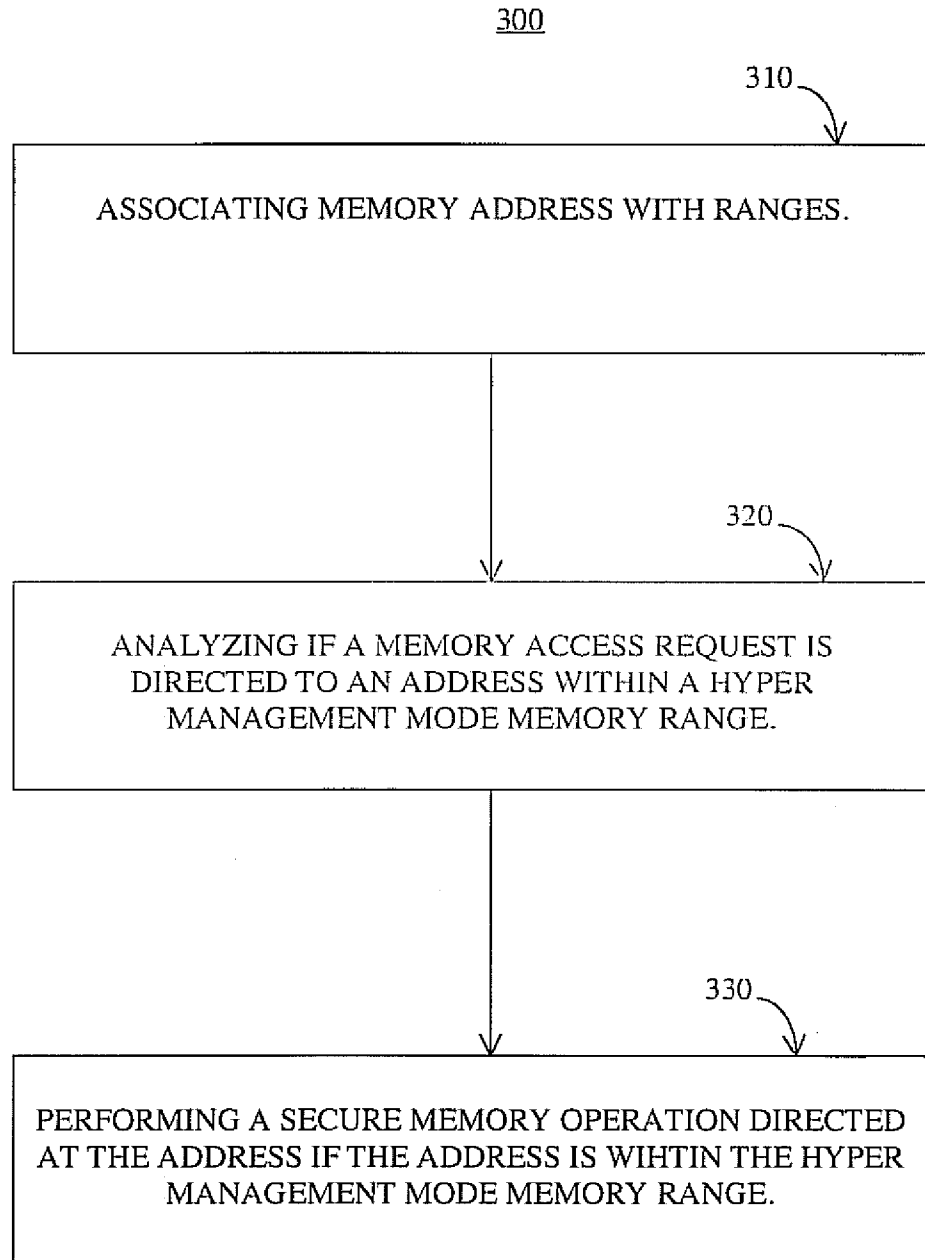 300
310
ASSOCIATING MEMORY ADDRESS WITH RANGES.
320
ANALYZING IF A MEMORY ACCESS REQUEST IS
DIRECTED TO AN ADDRESS WITHIN A HYPER
MANAGEMENT MODE MEMORY RANGE.
330
PERFORMING A SECURE MEMORY OPERATION DIRECTED
AT THE ADDRESS IF THE ADDRESS IS WIHTIN THE HYPER
MANAGEMENT MODE MEMORY RANGE.